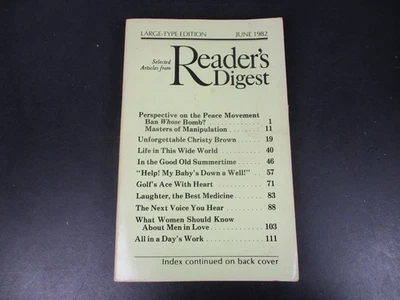 LARGE-TYPE EDITION JUNE 1982
Selected
Articles from
Reader's
Digest
Perspective on the Peace Movement
Ban Whose Bomb? 1
Masters of Manipulation 11
Unforgettable Christy Brown 19
Life in This Wide World 40
In the Good Old Summertime 46
"Help! My Baby's Down a Well!" 57
Golf's Ace With Heart 71
Laughter, the Best Medicine 83
The Next Voice You Hear 88
What Women Should Know
About Men in Love 103
All in a Day's Work 111
Index continued on back cover